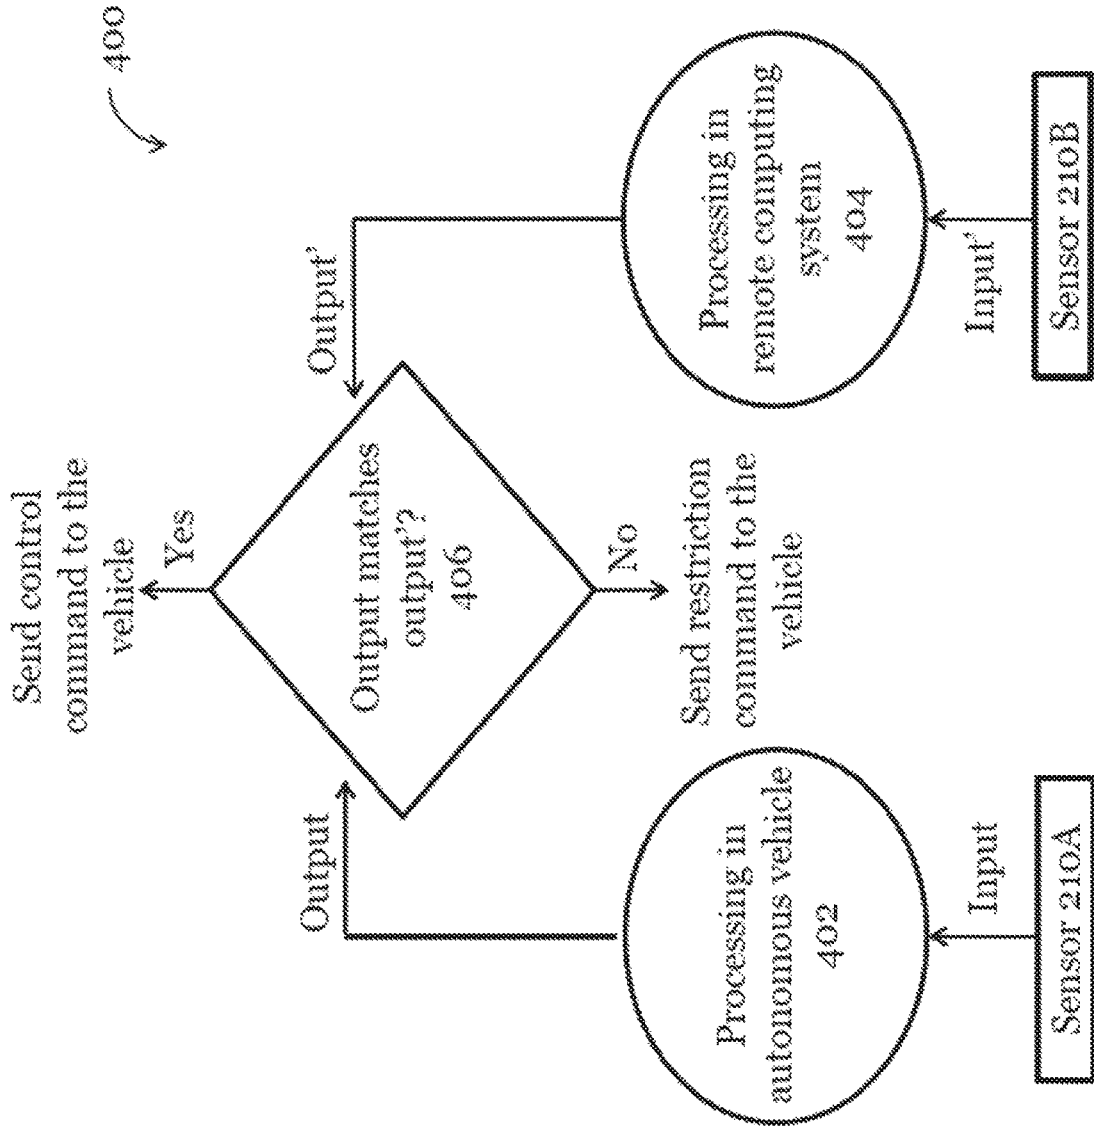 400
Send control
command to the
vehicle
Yes
Output
Output'
Output matches
output'?
406
No
Send restriction
command to the
vehicle
Processing in
autonomous vehicle
402
Processing in
remote computing
system
404
Input
Input'
Sensor 210A
Sensor 210B